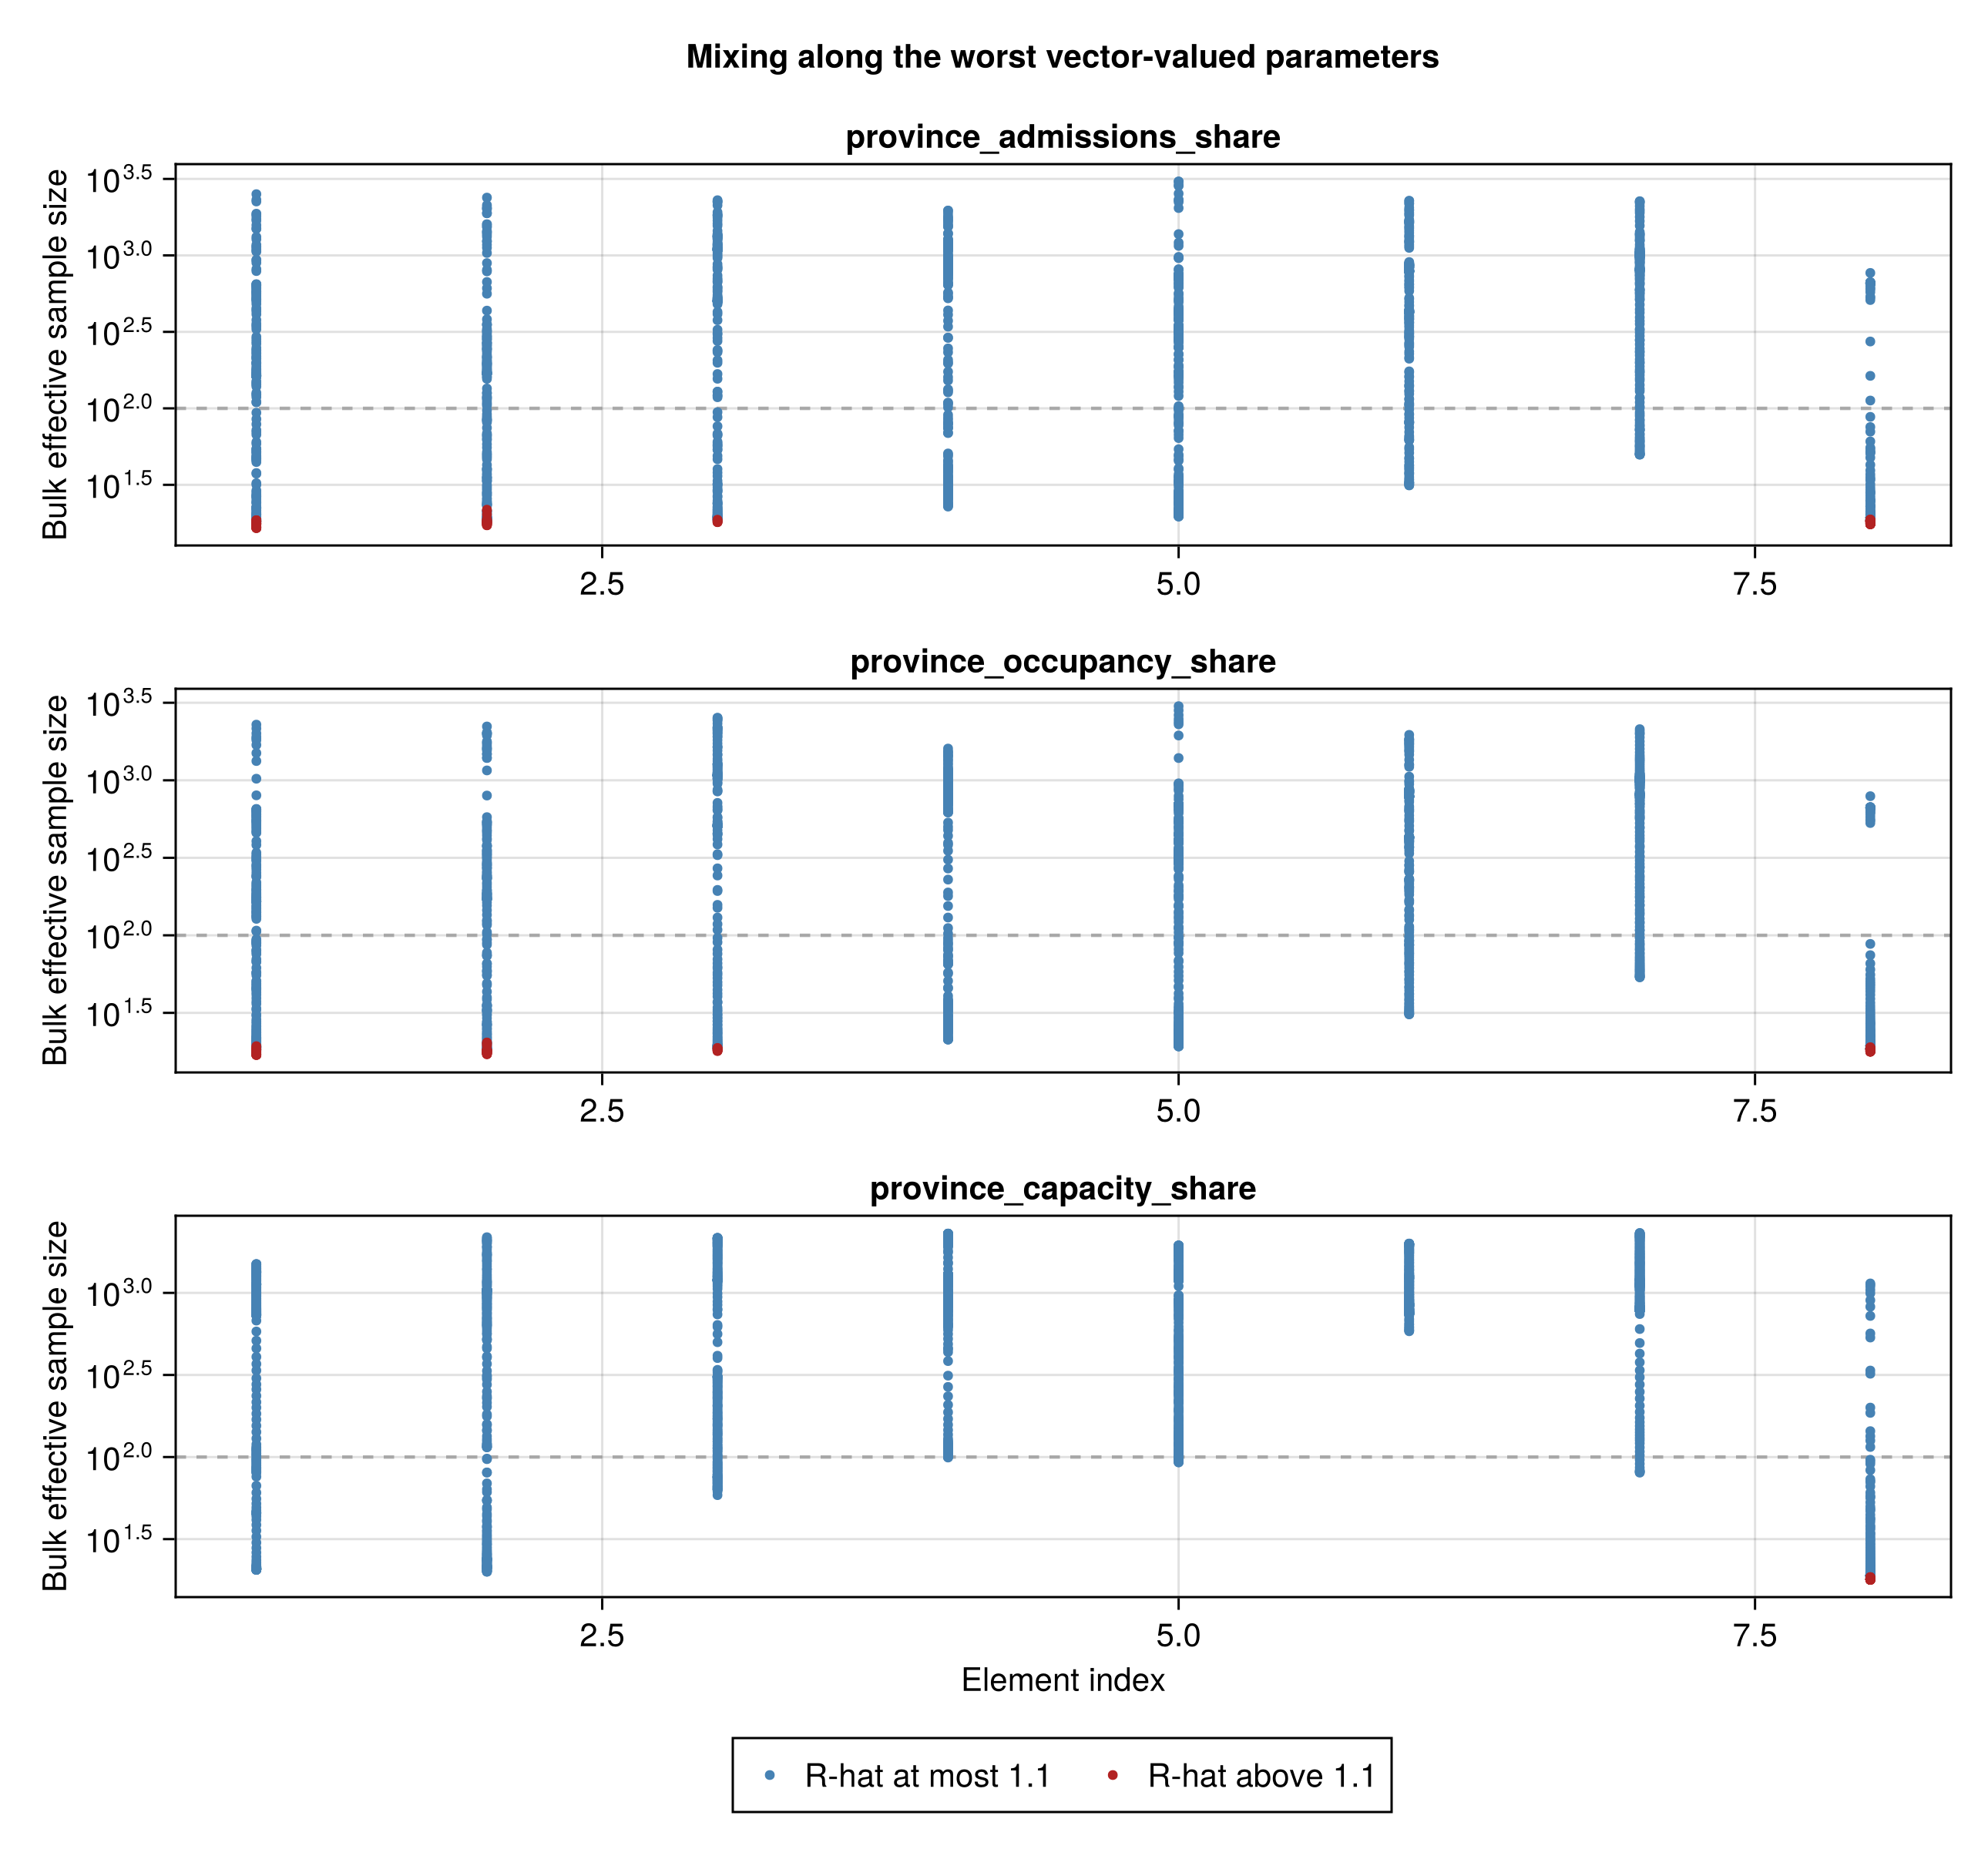 Mixing along the worst vector-valued parameters
province_admissions_share
Bulk effective sample size
10^3.5
10^3.0
10^2.5
10^2.0
10^1.5
2.5 5.0 7.5
province_occupancy_share
Bulk effective sample size
10^3.5
10^3.0
10^2.5
10^2.0
10^1.5
2.5 5.0 7.5
province_capacity_share
Bulk effective sample size
10^3.0
10^2.5
10^2.0
10^1.5
2.5 5.0 7.5
Element index
R-hat at most 1.1 R-hat above 1.1